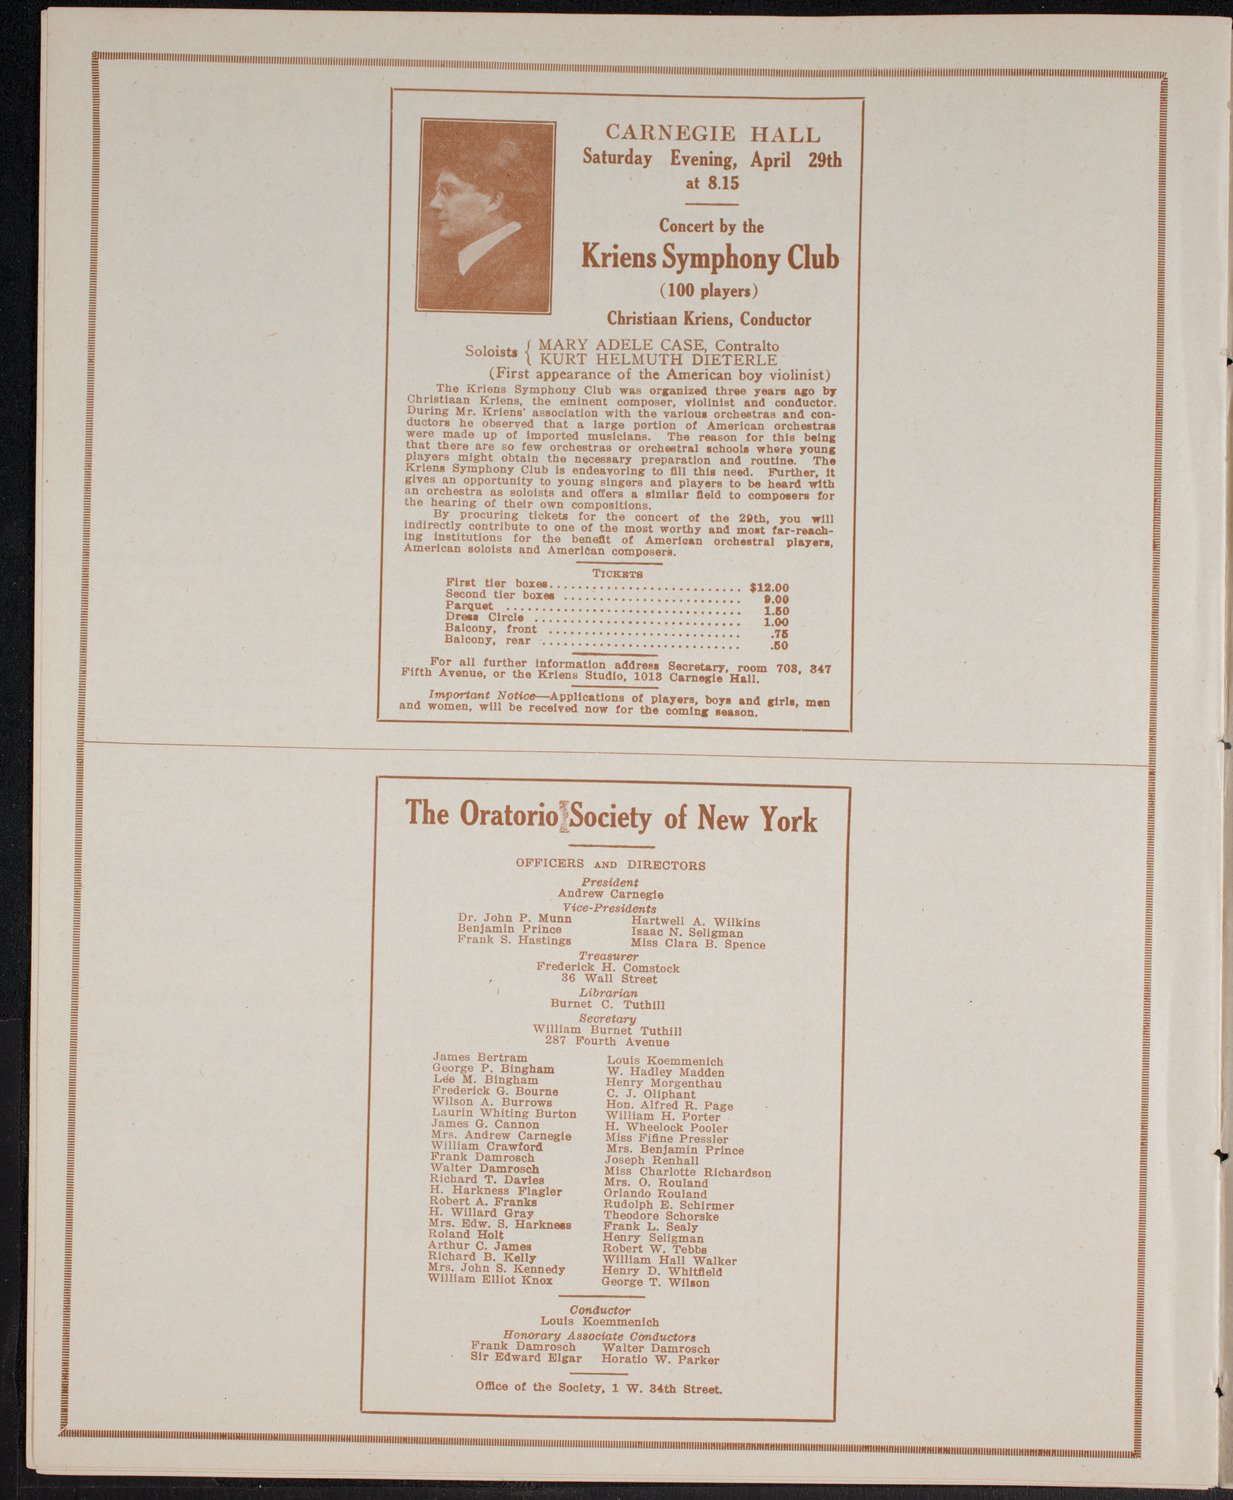 CARNEGIE HALL
Saturday Evening, April 29th
at 8.15
Concert by the
Kriens Symphony Club
(100 players)
Christiaan Kriens, Conductor
Soloists { MARY ADELE CASE, Contralto
KURT HELMUTH DIETERLE
(First appearance of the American boy violinist)
The Kriens Symphony Club was organized three years ago by
Christiaan Kriens, the eminent composer, violinist and conductor.
During Mr. Kriens' association with the various orchestras and con-
ductors he observed that a large portion of American orchestras
were made up of imported musicians. The reason for this being
that there are so few orchestras or orchestral schools where young
players might obtain the necessary preparation and routine. The
Kriens Symphony Club is endeavoring to fill this need. Further, it
gives an opportunity to young singers and players to be heard with
an orchestra as soloists and offers a similar field to composers for
the hearing of their own compositions.
By procuring tickets for the concert of the 29th, you will
indirectly contribute to one of the most worthy and most far-reach-
ing institutions for the benefit of American orchestral players,
American soloists and American composers.
TICKETS
First tier boxes.......................... $12.00
Second tier boxes ........................ 9.00
Parquet ................................ 1.50
Dress Circle ............................ 1.00
Balcony, front .......................... .75
Balcony, rear ........................... .50
For all further information address Secretary, room 703, 347
Fifth Avenue, or the Kriens Studio, 1013 Carnegie Hall.
Important Notice—Applications of players, boys and girls, men
and women, will be received now for the coming season.
The Oratorio Society of New York
OFFICERS AND DIRECTORS
President
Andrew Carnegie
Vice-Presidents
Dr. John P. Munn Hartwell A. Wilkins
Benjamin Prince Isaac N. Seligman
Frank S. Hastings Miss Clara B. Spence
Treasurer
Frederick H. Comstock
36 Wall Street
Librarian
Burnet C. Tuthill
Secretary
William Burnet Tuthill
287 Fourth Avenue
James Bertram
George P. Bingham
Lee M. Bingham
Frederick G. Bourne
Wilson A. Burrows
Laurin Whiting Burton
James G. Cannon
Mrs. Andrew Carnegie
William Crawford
Frank Damrosch
Walter Damrosch
Richard T. Davies
H. Harkness Flagler
Robert A. Franks
H. Willard Gray
Mrs. Edw. S. Harkness
Roland Holt
Arthur C. James
Richard B. Kelly
Mrs. John S. Kennedy
William Elliot Knox
Louis Koemmenich
W. Hadley Madden
Henry Morgenthau
C. J. Oliphant
Hon. Alfred R. Page
William H. Porter
H. Wheelock Pooler
Miss Fifine Pressler
Mrs. Benjamin Prince
Joseph Renhall
Miss Charlotte Richardson
Mrs. O. Rouland
Orlando Rouland
Rudolph E. Schirmer
Theodore Schorske
Frank L. Sealy
Henry Seligman
Robert W. Tebbs
William Hall Walker
Henry D. Whitfield
George T. Wilson
Conductor
Louis Koemmenich
Honorary Associate Conductors
Frank Damrosch Walter Damrosch
Sir Edward Elgar Horatio W. Parker
Office of the Society, 1 W. 34th Street.